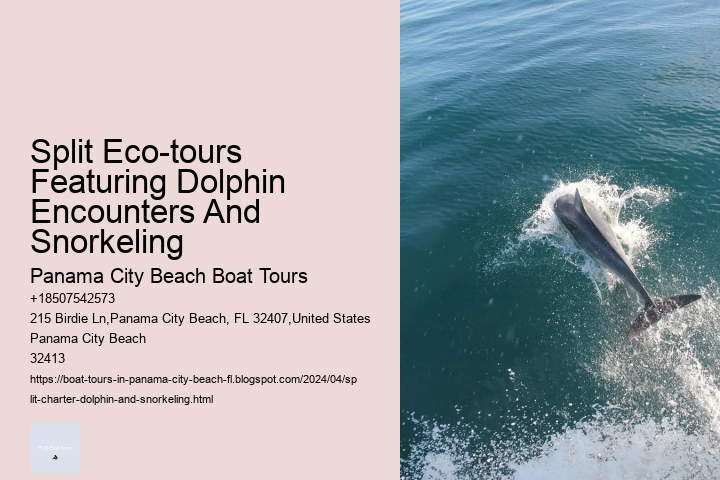 Split Eco-tours
Featuring Dolphin
Encounters And
Snorkeling
Panama City Beach Boat Tours
+18507542573
215 Birdie Ln,Panama City Beach, FL 32407,United States
Panama City Beach
32413
https://boat-tours-in-panama-city-beach-fl.blogspot.com/2024/04/sp
lit-charter-dolphin-and-snorkeling.html